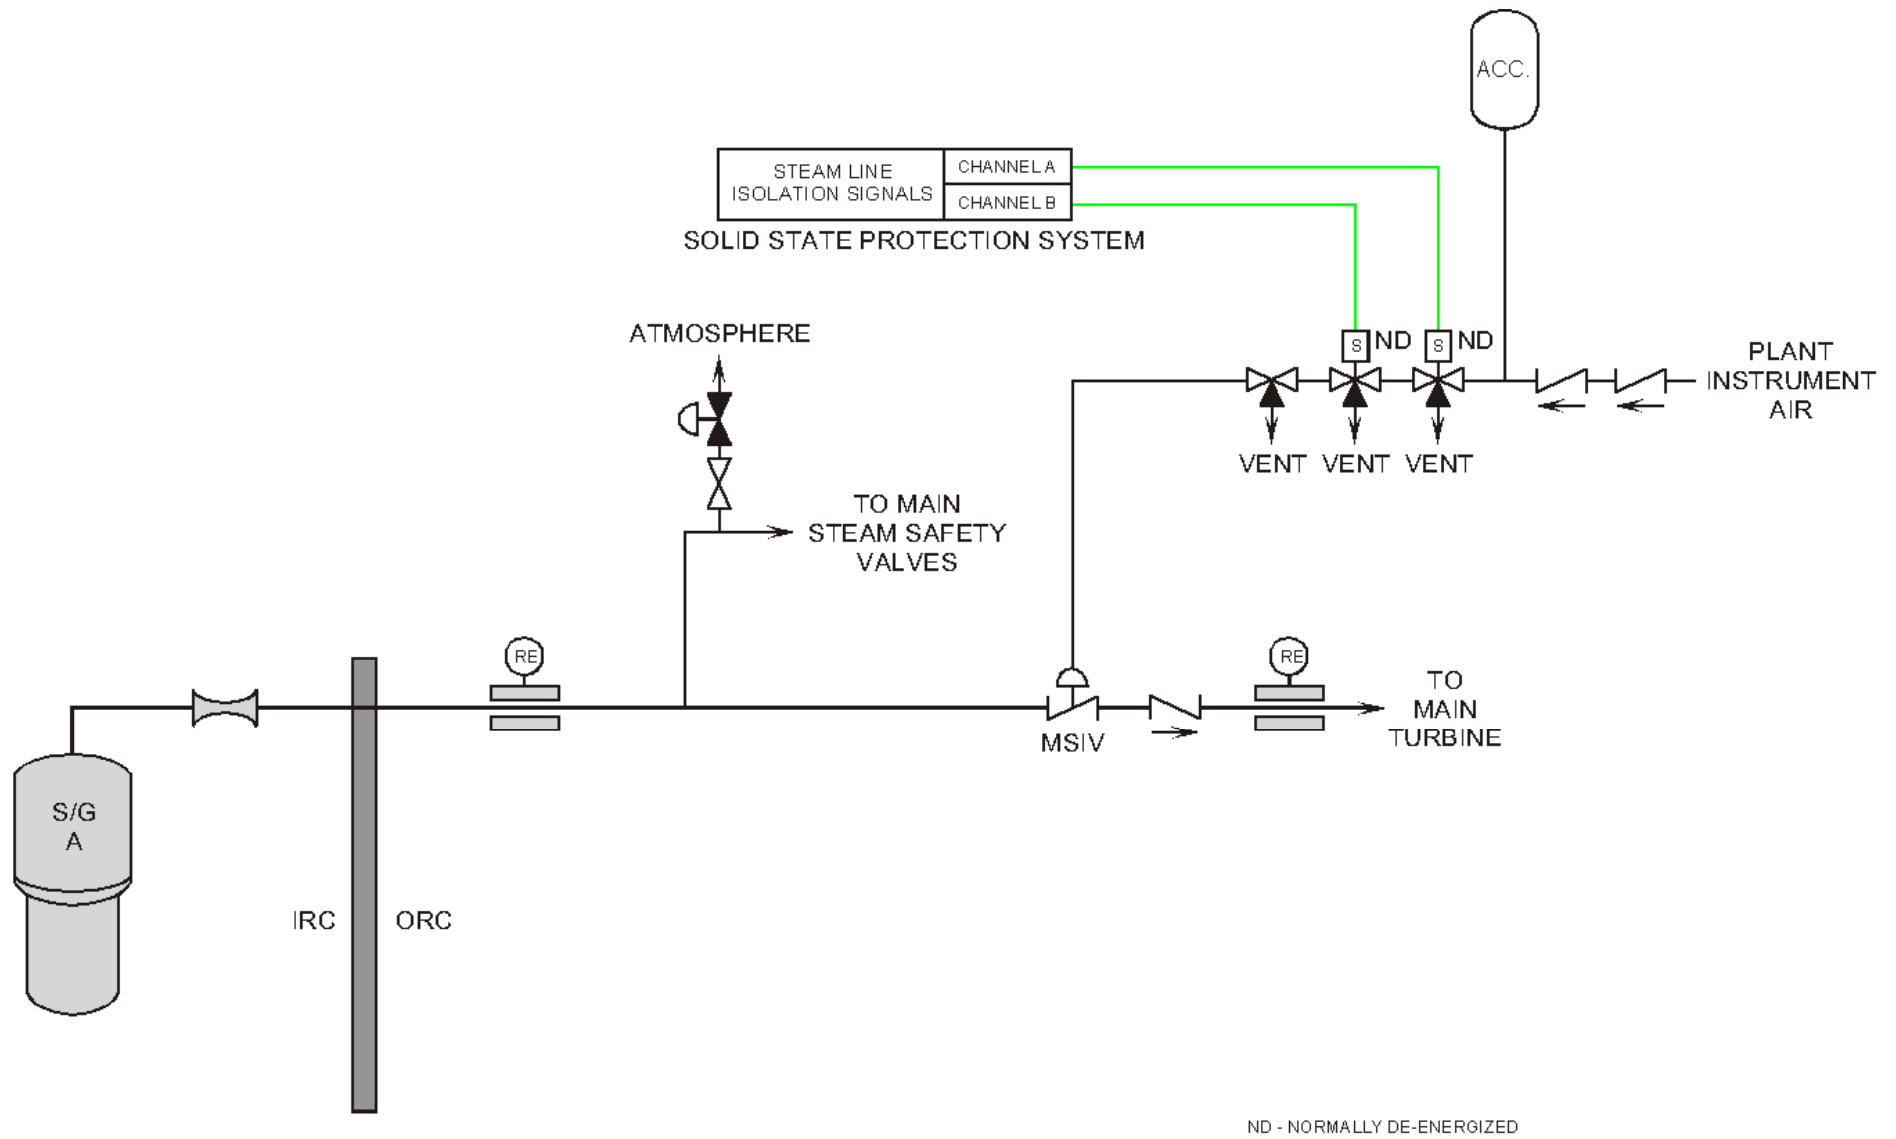 ACC.
STEAM LINE
ISOLATION SIGNALS
CHANNEL A
CHANNEL B
SOLID STATE PROTECTION SYSTEM
ATMOSPHERE
S
ND
S
ND
PLANT
INSTRUMENT
AIR
VENT
VENT
VENT
TO MAIN
STEAM SAFETY
VALVES
RE
RE
TO
MAIN
TURBINE
MSIV
S/G
A
IRC
ORC
ND - NORMALLY DE-ENERGIZED